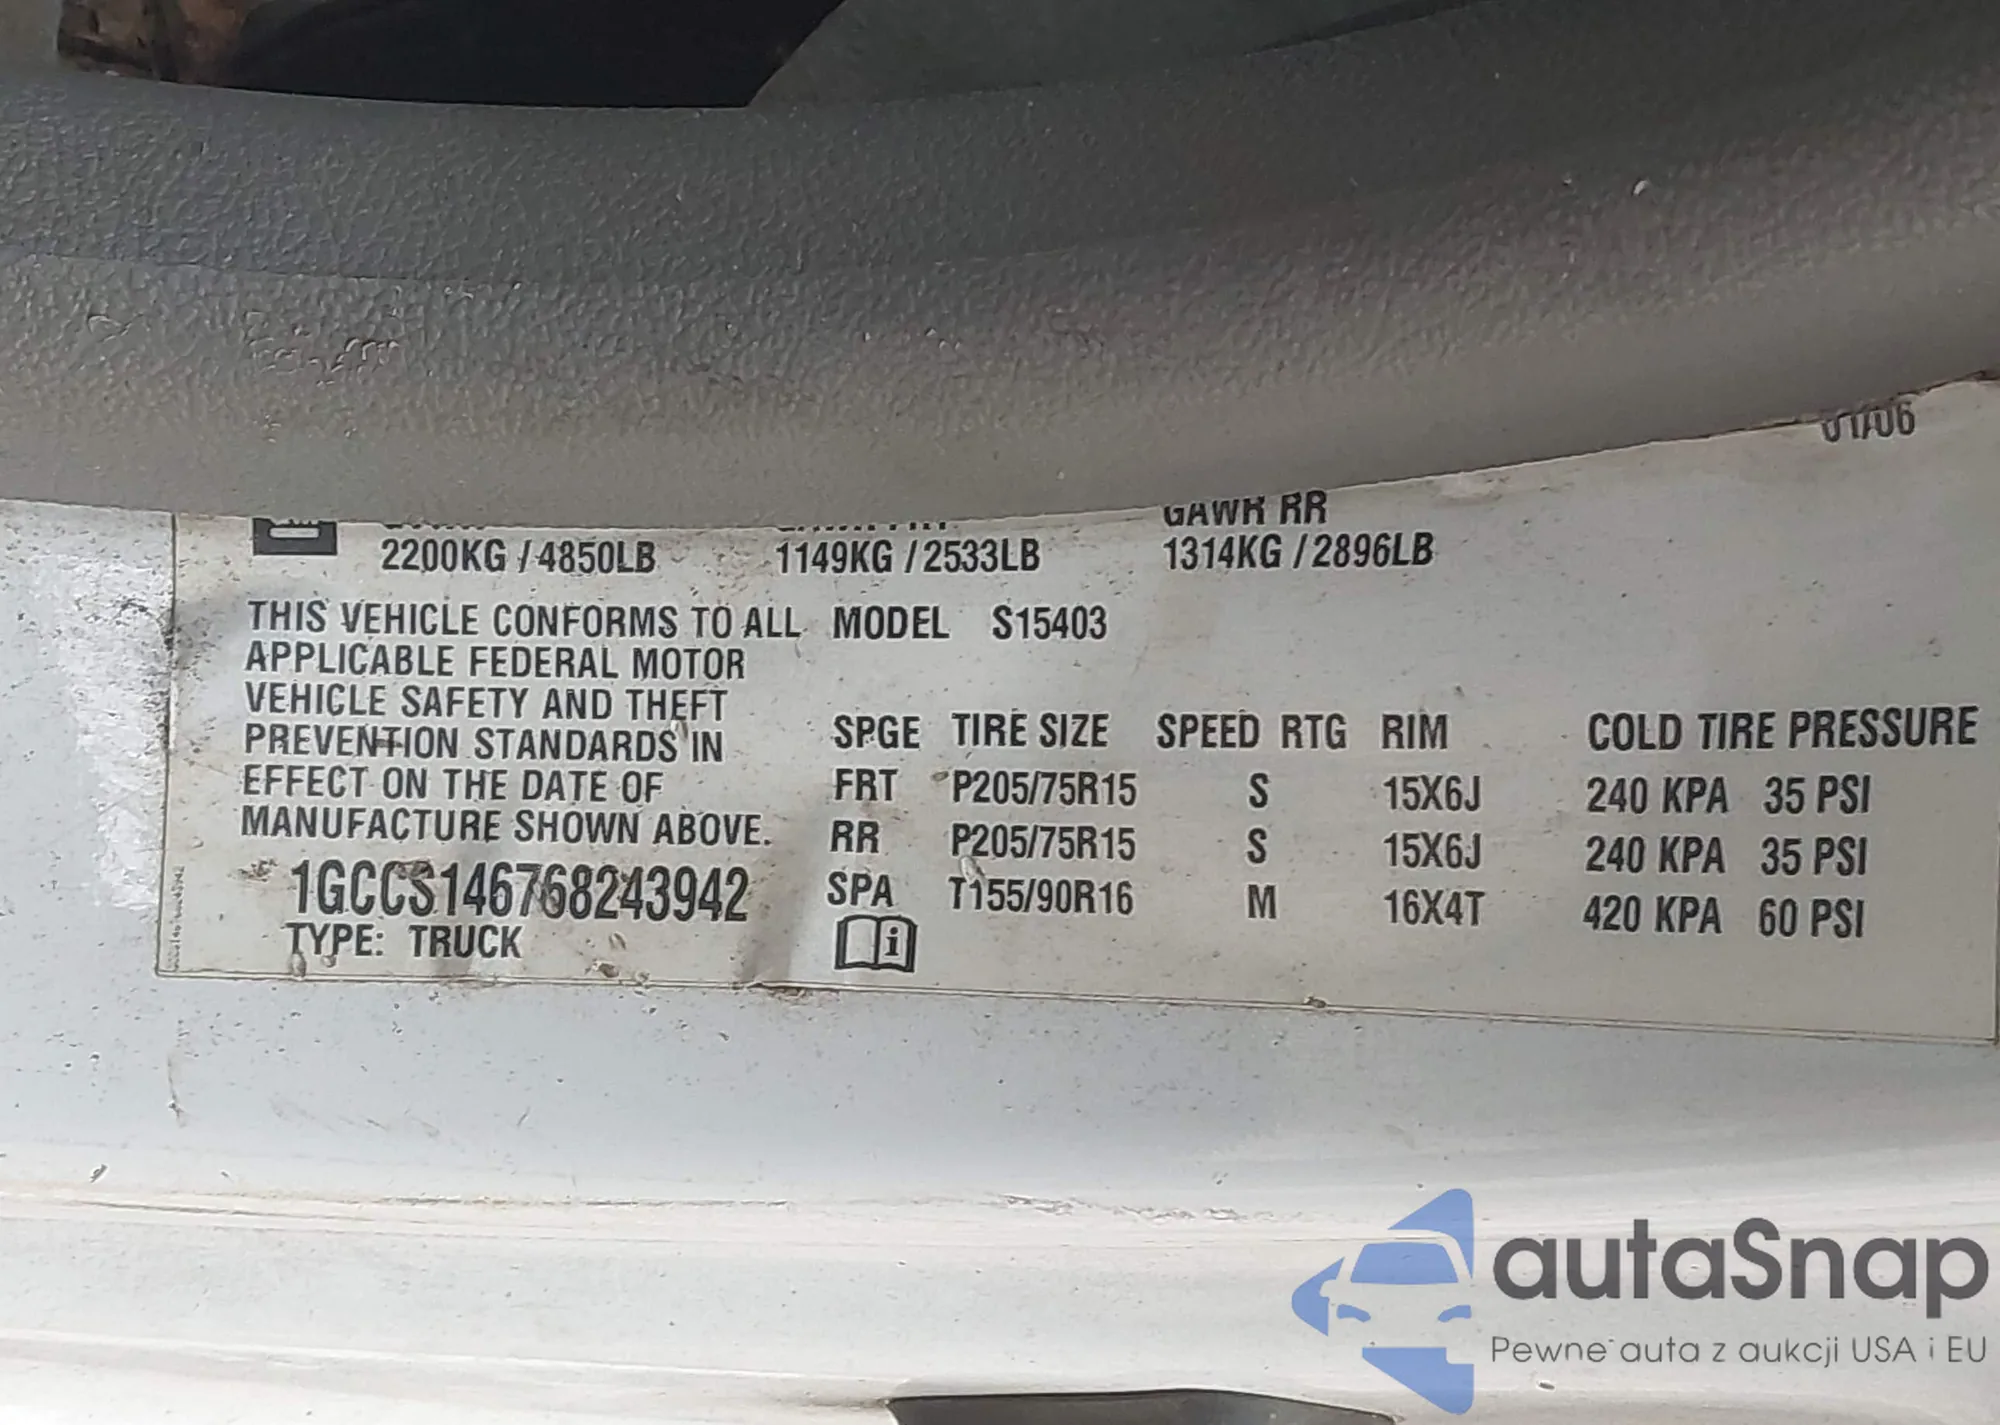 01/06
GAWR RR
2200KG / 4850LB 1149KG / 2533LB 1314KG / 2896LB
THIS VEHICLE CONFORMS TO ALL MODEL S15403
APPLICABLE FEDERAL MOTOR
VEHICLE SAFETY AND THEFT
PREVENTION STANDARDS IN
EFFECT ON THE DATE OF
MANUFACTURE SHOWN ABOVE.
1GCCS146768243942
TYPE: TRUCK
SPGE TIRE SIZE SPEED RTG RIM COLD TIRE PRESSURE
FRT P205/75R15 S 15X6J 240 KPA 35 PSI
RR P205/75R15 S 15X6J 240 KPA 35 PSI
SPA T155/90R16 M 16X4T 420 KPA 60 PSI
i
autaSnap
Pewne auta z aukcji USA i EU